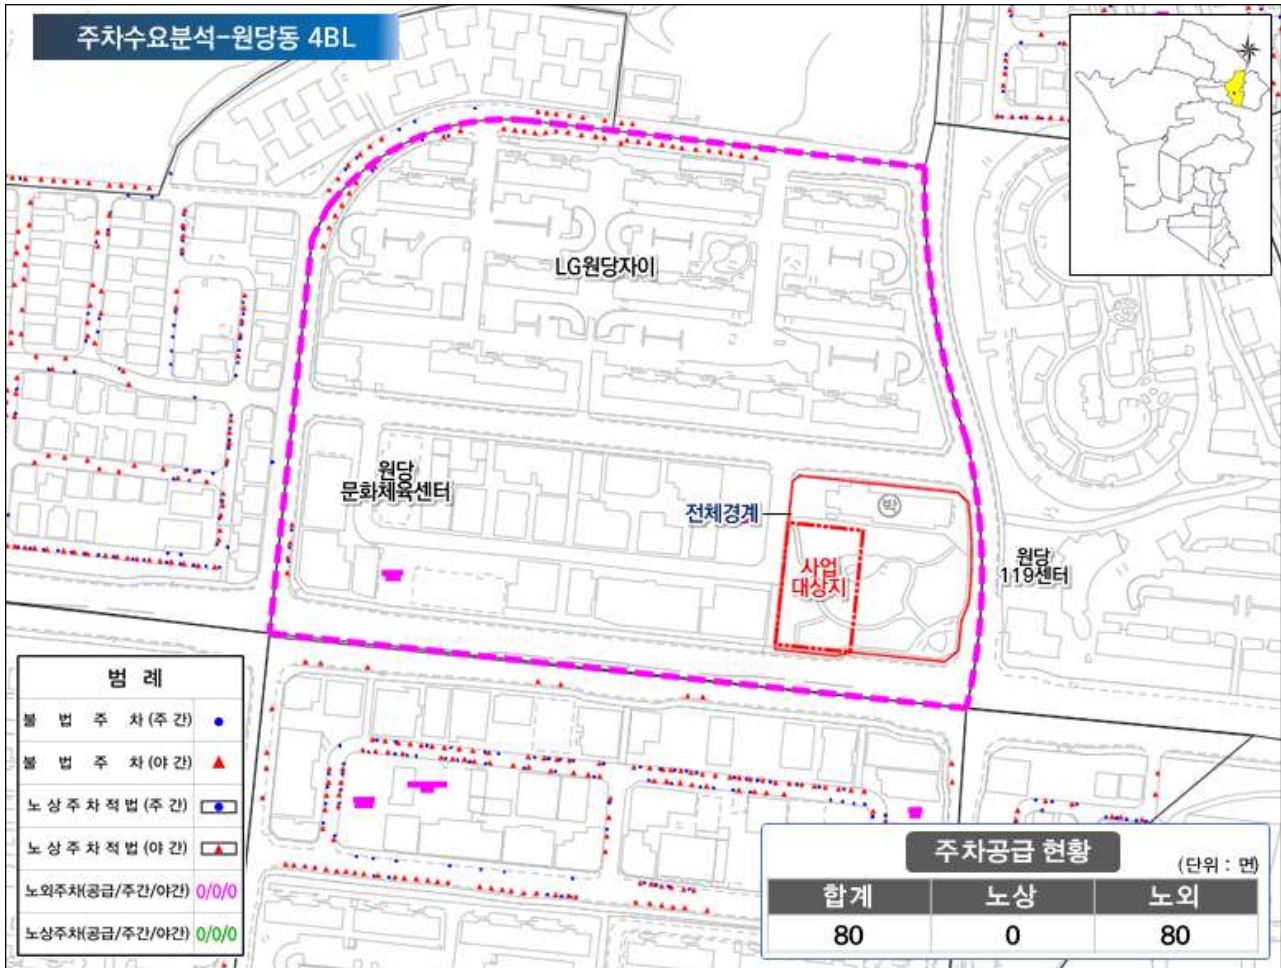 주차수요분석-원당동 4BL
LG원당자이
원당
문화체육센터
전체경계
박
사업
대상지
원당
119센터
범 례
불 법 주 차(주 간)
불 법 주 차(야 간)
노 상 주 차 적 법 (주 간)
노 상 주 차 적 법 (야 간)
노외주차(공급/주간/야간) 0/0/0
노상주차(공급/주간/야간) 0/0/0
주차공급 현황
(단위 : 면)
합계 노상 노외
80 0 80